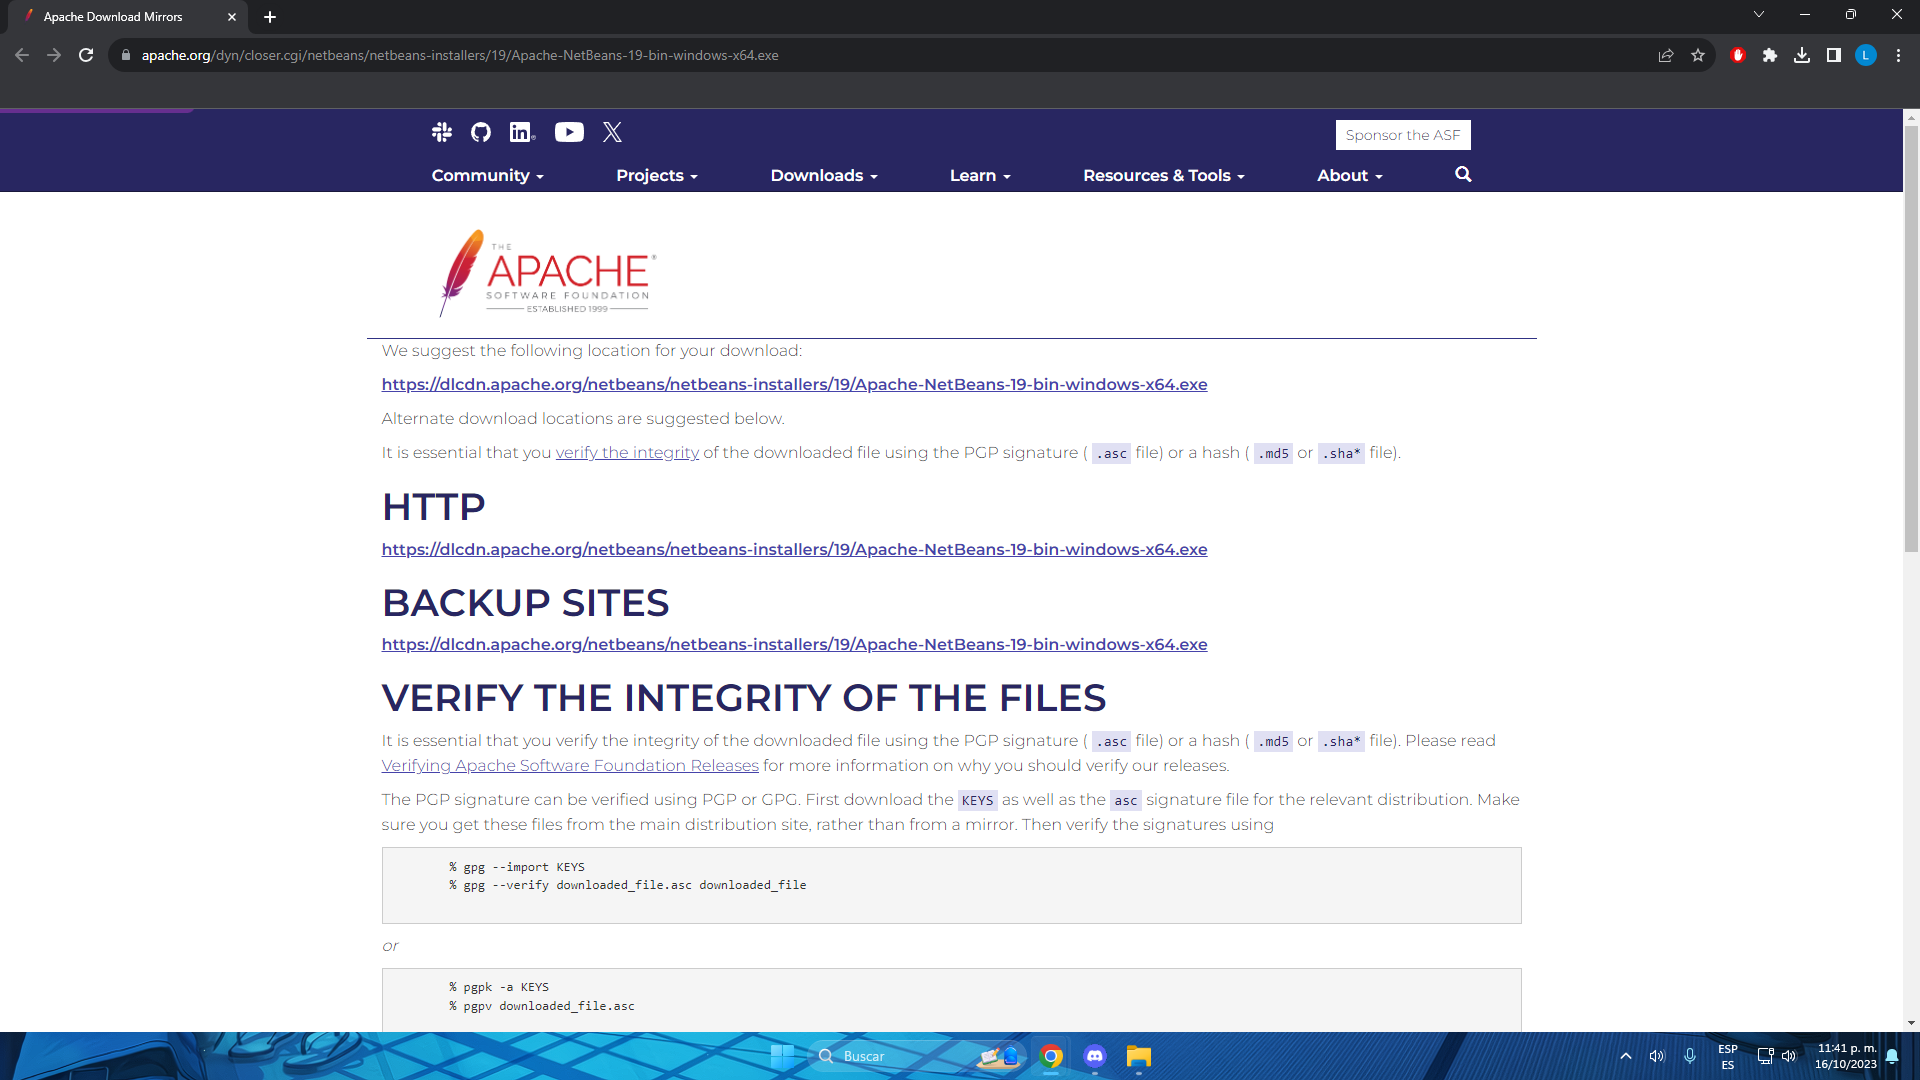 Apache Download Mirrors
apache.org/dyn/closer.cgi/netbeans/netbeans-installers/19/Apache-NetBeans-19-bin-windows-x64.exe
L
in
Sponsor the ASF
Community
Projects
Downloads
Learn
Resources & Tools
About
THE
APACHE®
SOFTWARE FOUNDATION
ESTABLISHED 1999
We suggest the following location for your download:
https://dlcdn.apache.org/netbeans/netbeans-installers/19/Apache-NetBeans-19-bin-windows-x64.exe
Alternate download locations are suggested below.
It is essential that you verify the integrity of the downloaded file using the PGP signature ( .asc file) or a hash ( .md5 or .sha* file).
HTTP
https://dlcdn.apache.org/netbeans/netbeans-installers/19/Apache-NetBeans-19-bin-windows-x64.exe
BACKUP SITES
https://dlcdn.apache.org/netbeans/netbeans-installers/19/Apache-NetBeans-19-bin-windows-x64.exe
VERIFY THE INTEGRITY OF THE FILES
It is essential that you verify the integrity of the downloaded file using the PGP signature ( .asc file) or a hash ( .md5 or .sha* file). Please read
Verifying Apache Software Foundation Releases for more information on why you should verify our releases.
The PGP signature can be verified using PGP or GPG. First download the KEYS as well as the asc signature file for the relevant distribution. Make
sure you get these files from the main distribution site, rather than from a mirror. Then verify the signatures using
% gpg --import KEYS
% gpg --verify downloaded_file.asc downloaded_file
or
% pgpk -a KEYS
% pgpv downloaded_file.asc
Buscar
ESP
ES
11:41 p. m.
16/10/2023